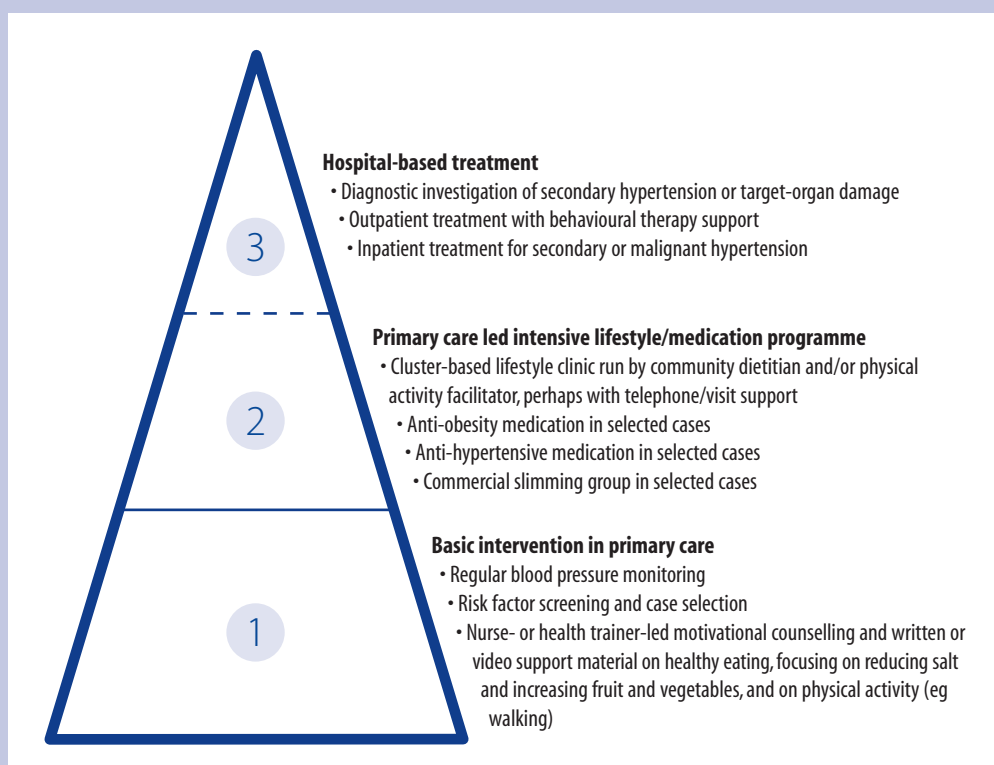 Hospital-based treatment
• Diagnostic investigation of secondary hypertension or target-organ damage
• Outpatient treatment with behavioural therapy support
• Inpatient treatment for secondary or malignant hypertension
3
Primary care led intensive lifestyle/medication programme
• Cluster-based lifestyle clinic run by community dietitian and/or physical
activity facilitator, perhaps with telephone/visit support
• Anti-obesity medication in selected cases
• Anti-hypertensive medication in selected cases
• Commercial slimming group in selected cases
2
Basic intervention in primary care
• Regular blood pressure monitoring
• Risk factor screening and case selection
• Nurse- or health trainer-led motivational counselling and written or
video support material on healthy eating, focusing on reducing salt
and increasing fruit and vegetables, and on physical activity (eg
walking)
1